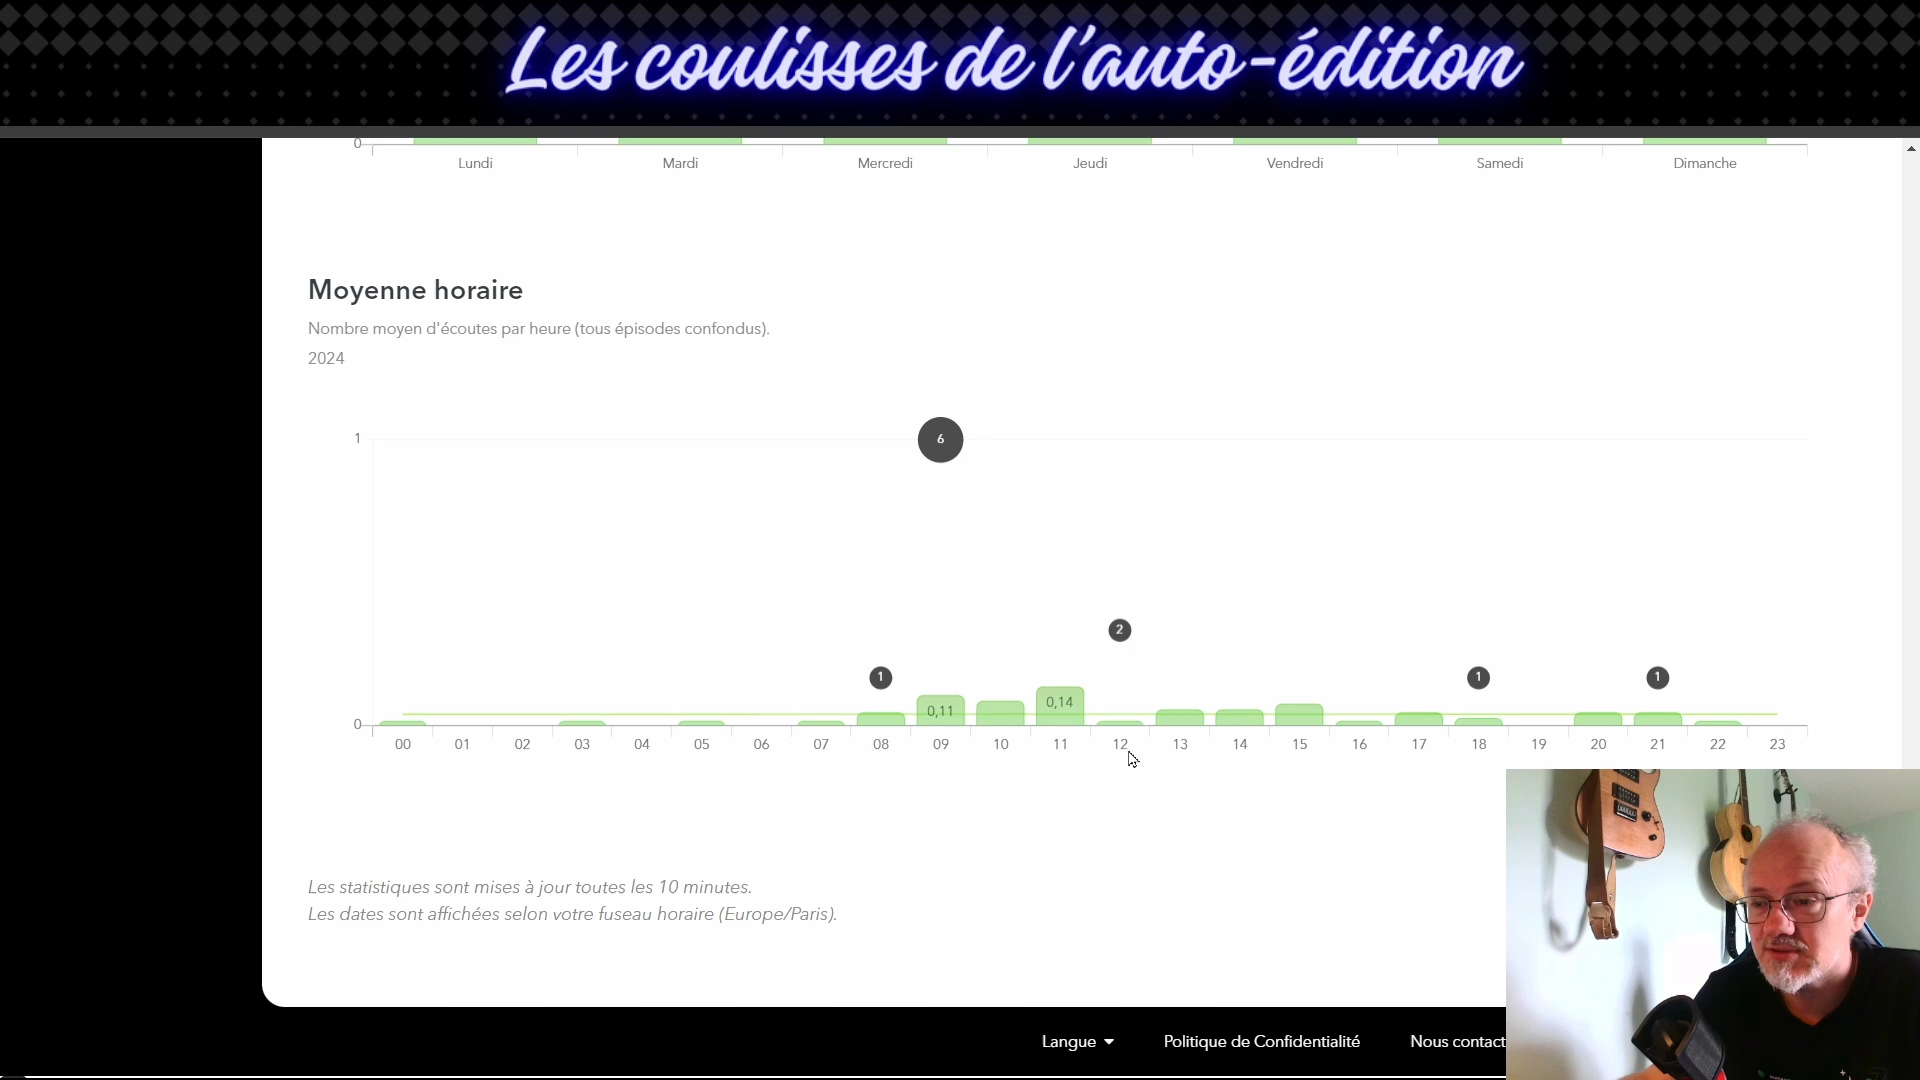 Les coulisses de l'auto-édition
0
Lundi Mardi Mercredi Jeudi Vendredi Samedi Dimanche
Moyenne horaire
Nombre moyen d'écoutes par heure (tous épisodes confondus).
2024
1
6
2
1 1 1
0,11 0,14
0
00 01 02 03 04 05 06 07 08 09 10 11 12 13 14 15 16 17 18 19 20 21 22 23
Les statistiques sont mises à jour toutes les 10 minutes.
Les dates sont affichées selon votre fuseau horaire (Europe/Paris).
Langue Politique de Confidentialité Nous contact